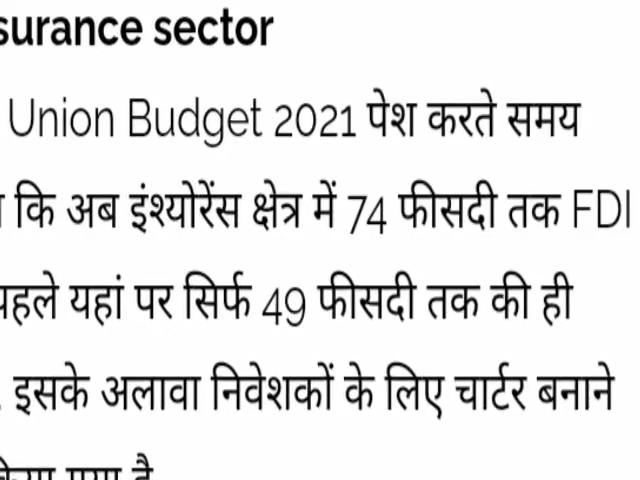 surance sector
Union Budget 2021 पेश करते समय
कि अब इंश्योरेंस क्षेत्र में 74 फीसदी तक FDI
पहले यहां पर सिर्फ 49 फीसदी तक की ही
इसके अलावा निवेशकों के लिए चार्टर बनाने
है